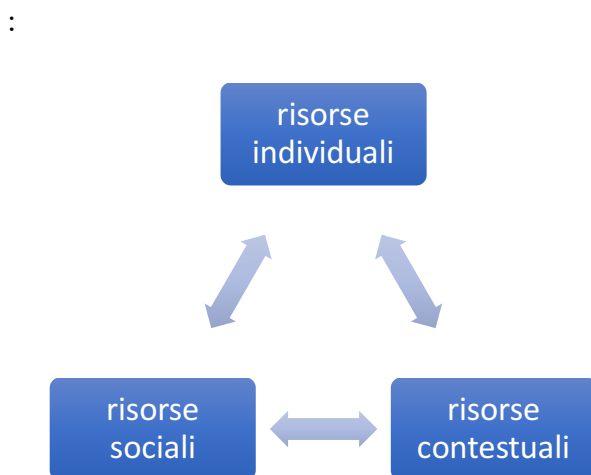 :
risorse
individuali
risorse
sociali
risorse
contestuali